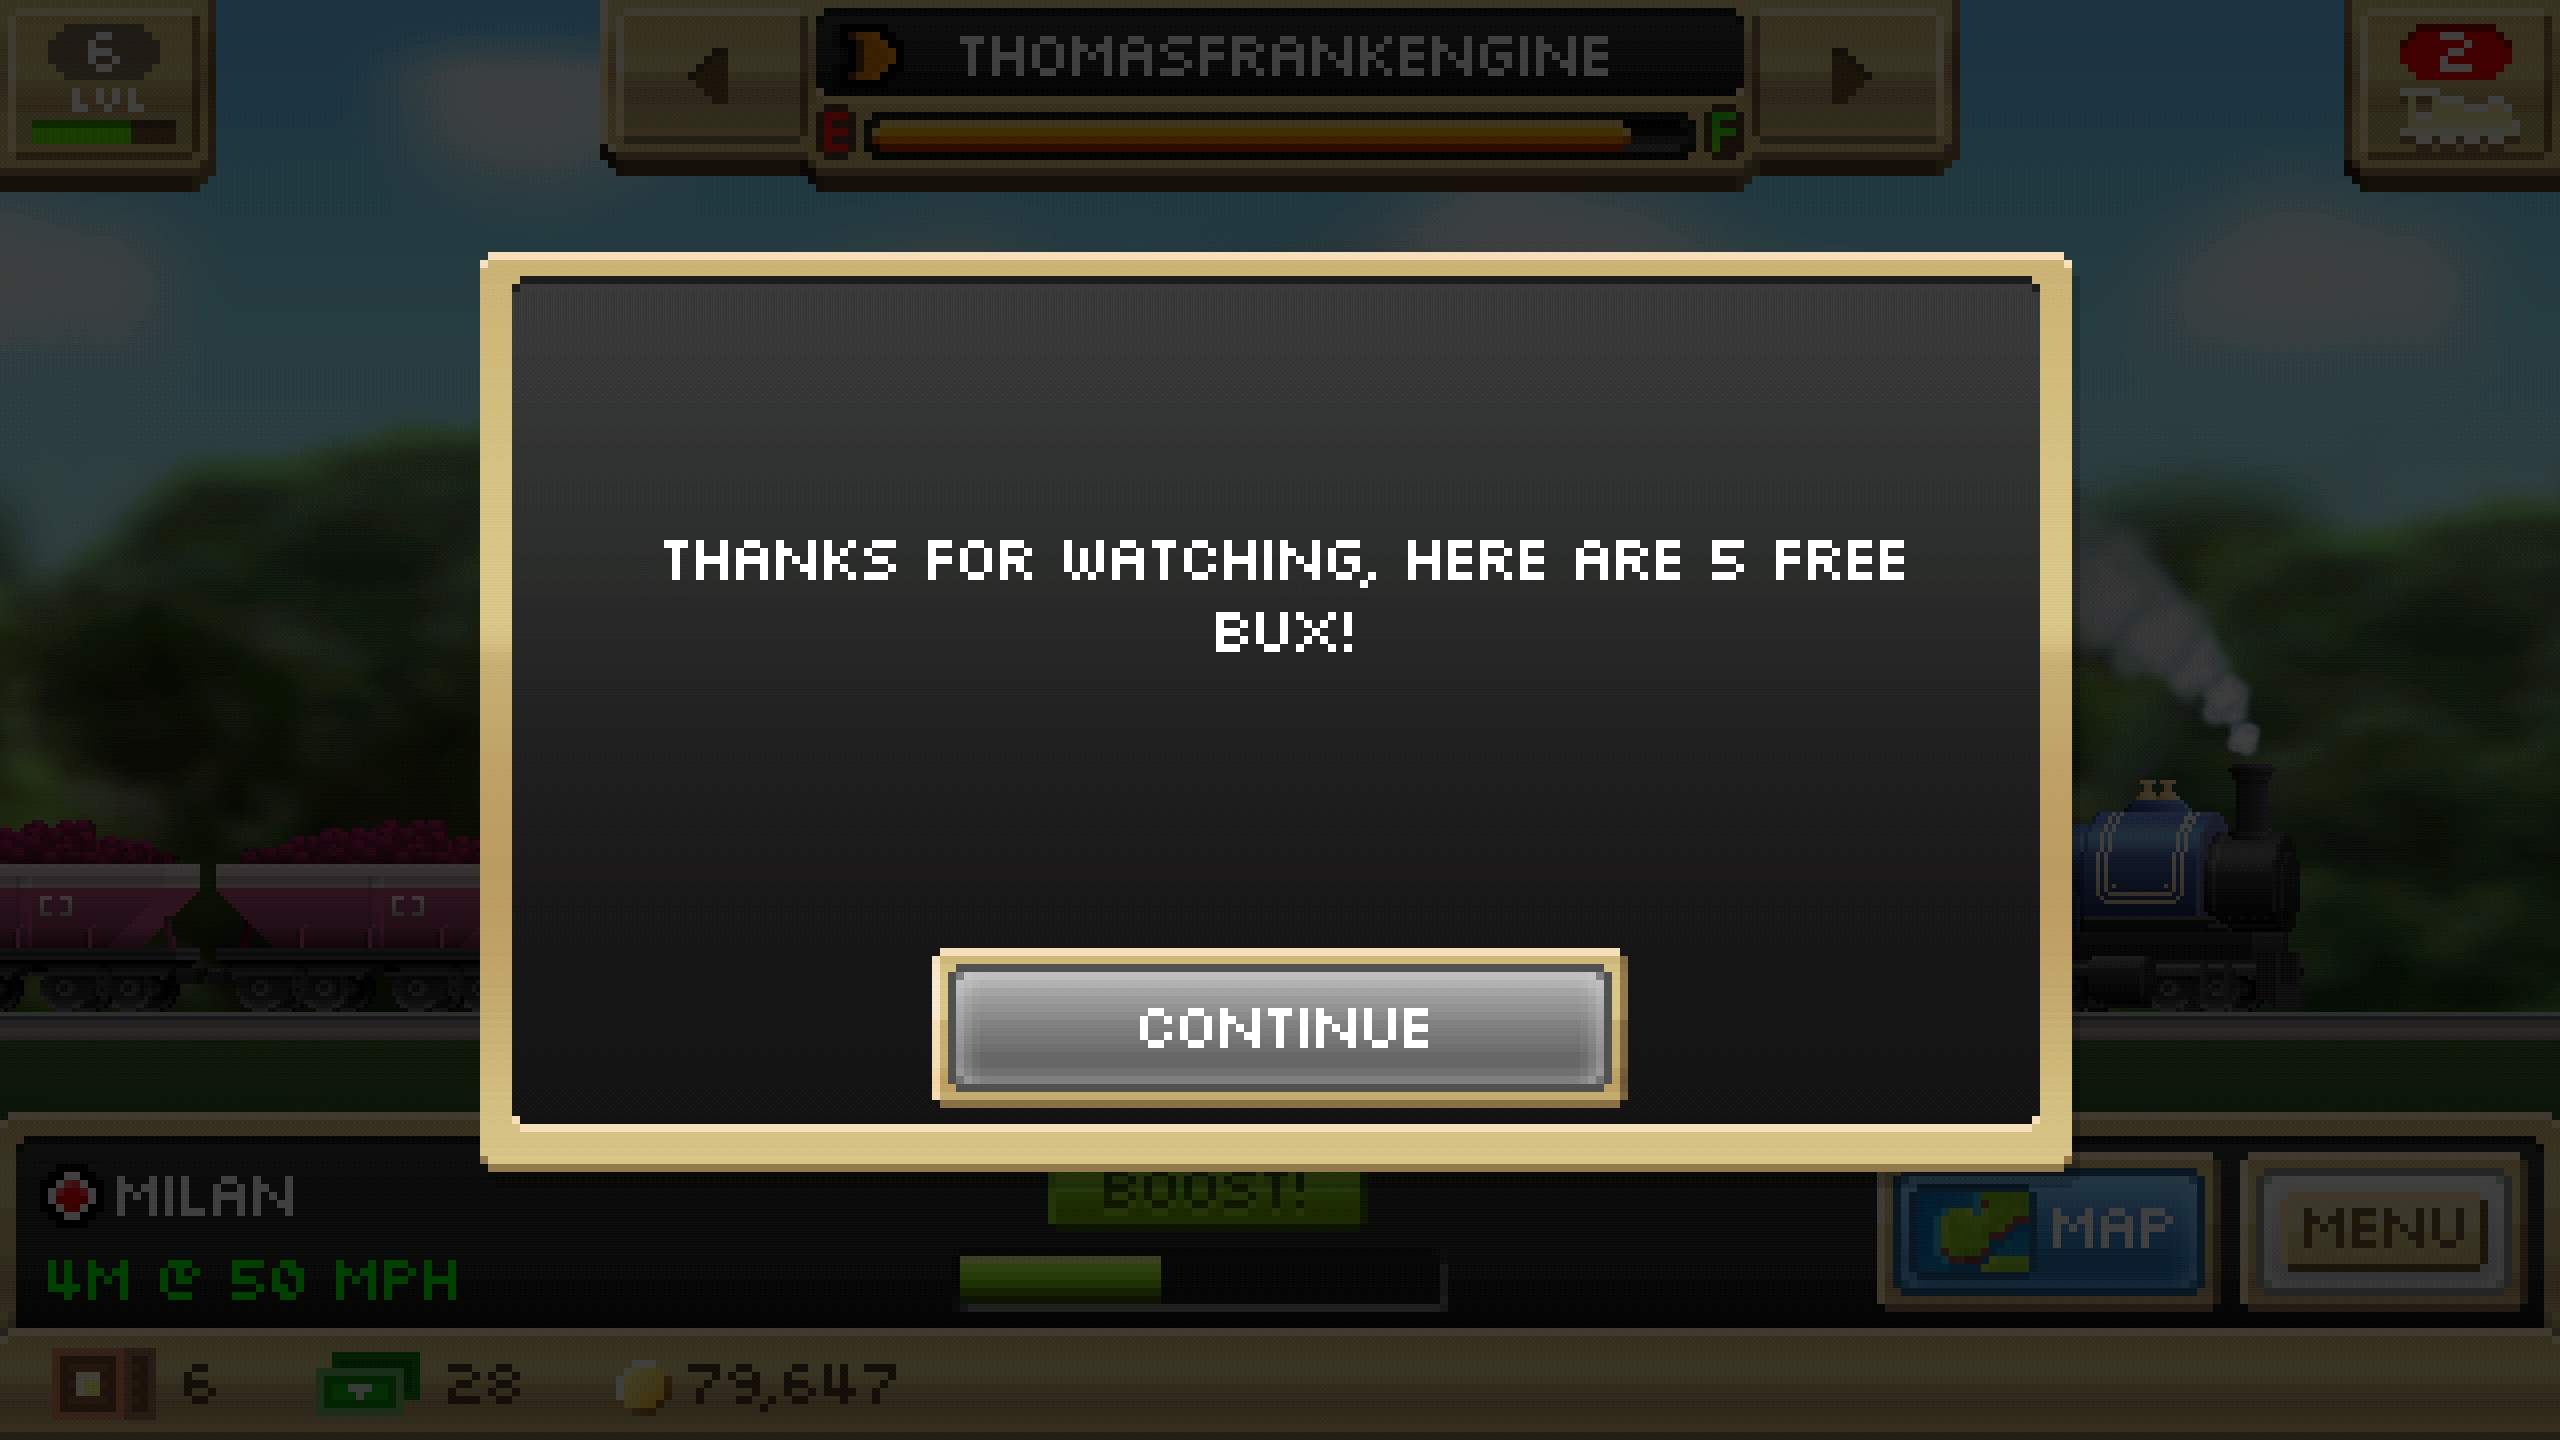 6
LVL
THOMASFRANKENGINE
E
F
2
THANKS FOR WATCHING, HERE ARE 5 FREE
BUX!
CONTINUE
BOOST!
MILAN
4M @ 50 MPH
MAP
MENU
6
28
79,647